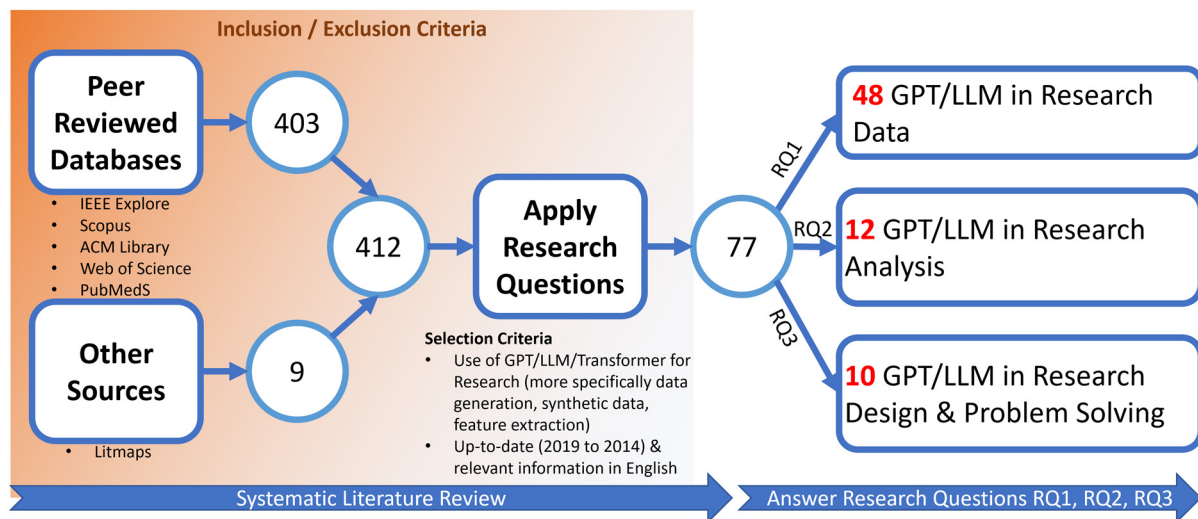 Inclusion / Exclusion Criteria
Peer
Reviewed
Databases
403
• IEEE Explore
• Scopus
• ACM Library
• Web of Science
• PubMedS
412
Other
Sources
9
• Litmaps
Apply
Research
Questions
Selection Criteria
• Use of GPT/LLM/Transformer for
Research (more specifically data
generation, synthetic data,
feature extraction)
• Up-to-date (2019 to 2014) &
relevant information in English
77
RQ1
RQ2
RQ3
48 GPT/LLM in Research
Data
12 GPT/LLM in Research
Analysis
10 GPT/LLM in Research
Design & Problem Solving
Systematic Literature Review
Answer Research Questions RQ1, RQ2, RQ3